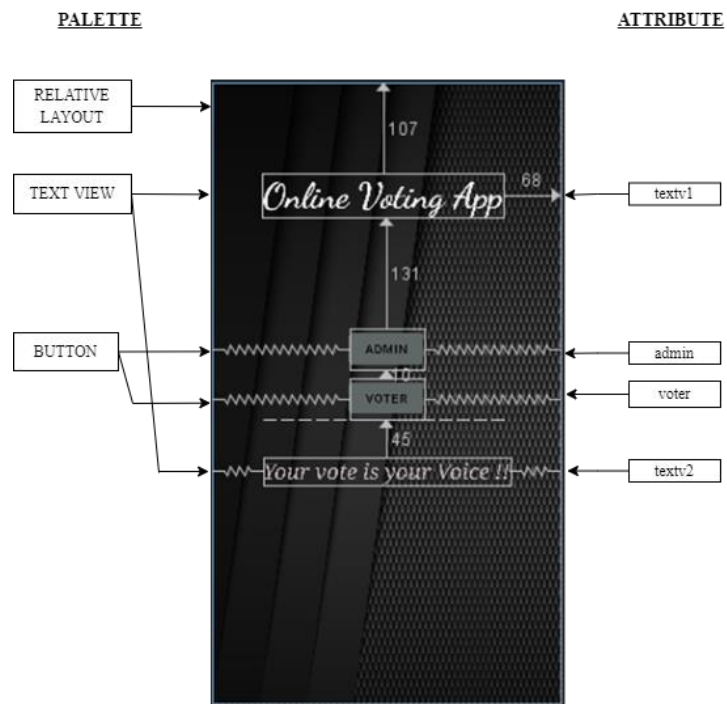 PALETTE
ATTRIBUTE
RELATIVE
LAYOUT
107
TEXT VIEW
Online Voting App
68
textv1
131
BUTTON
ADMIN
admin
10
VOTER
voter
45
Your vote is your Voice !!
textv2